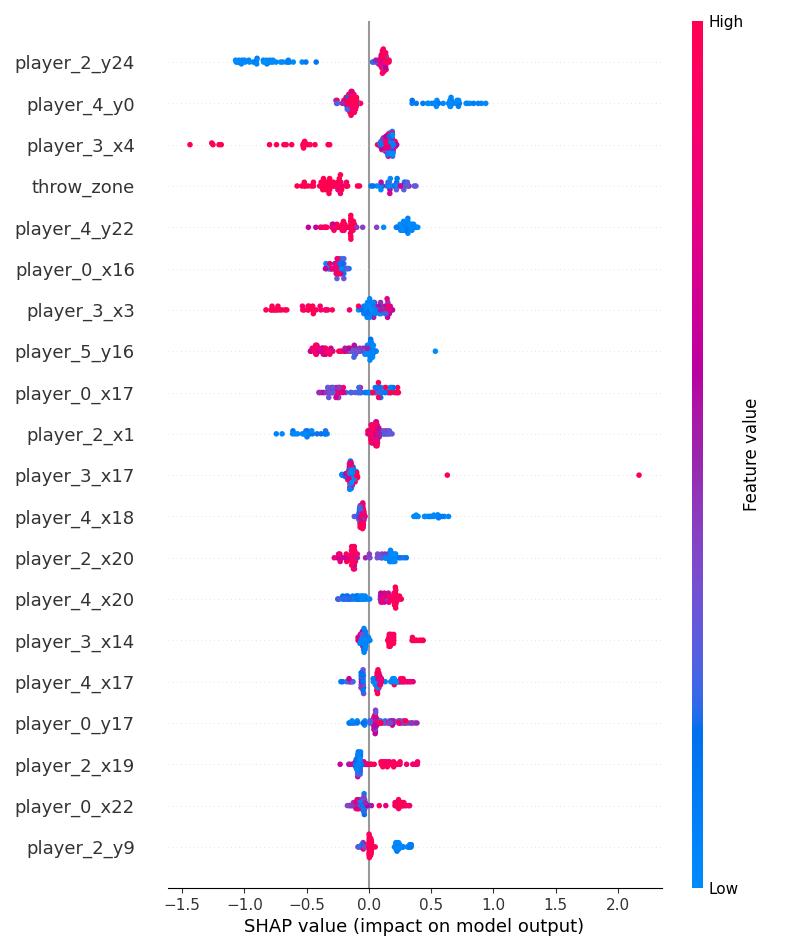 High
player_2_y24
player_4_y0
player_3_x4
throw_zone
player_4_y22
player_0_x16
player_3_x3
player_5_y16
player_0_x17
player_2_x1
player_3_x17
player_4_x18
player_2_x20
player_4_x20
player_3_x14
player_4_x17
player_0_y17
player_2_x19
player_0_x22
player_2_y9
Feature value
Low
−1.5 −1.0 −0.5 0.0 0.5 1.0 1.5 2.0
SHAP value (impact on model output)